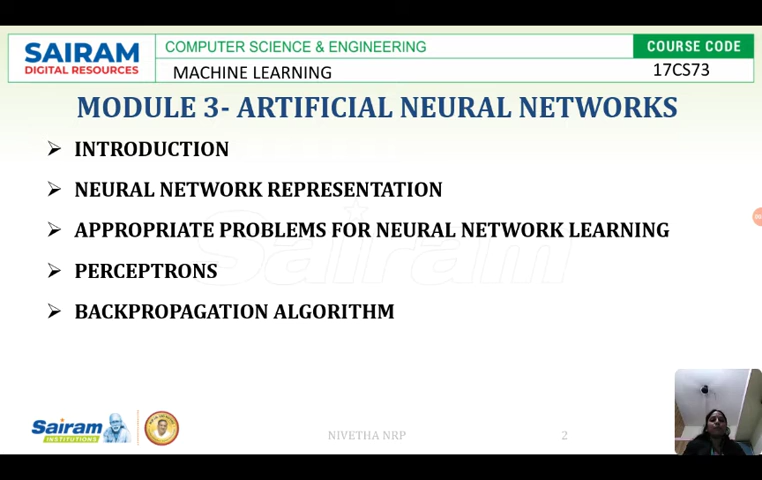 SAIRAM
DIGITAL RESOURCES
COMPUTER SCIENCE & ENGINEERING
COURSE CODE
MACHINE LEARNING
17CS73
MODULE 3- ARTIFICIAL NEURAL NETWORKS
INTRODUCTION
NEURAL NETWORK REPRESENTATION
APPROPRIATE PROBLEMS FOR NEURAL NETWORK LEARNING
PERCEPTRONS
BACKPROPAGATION ALGORITHM
Sairam
Sairam
INSTITUTIONS
NIVETHA NRP
2